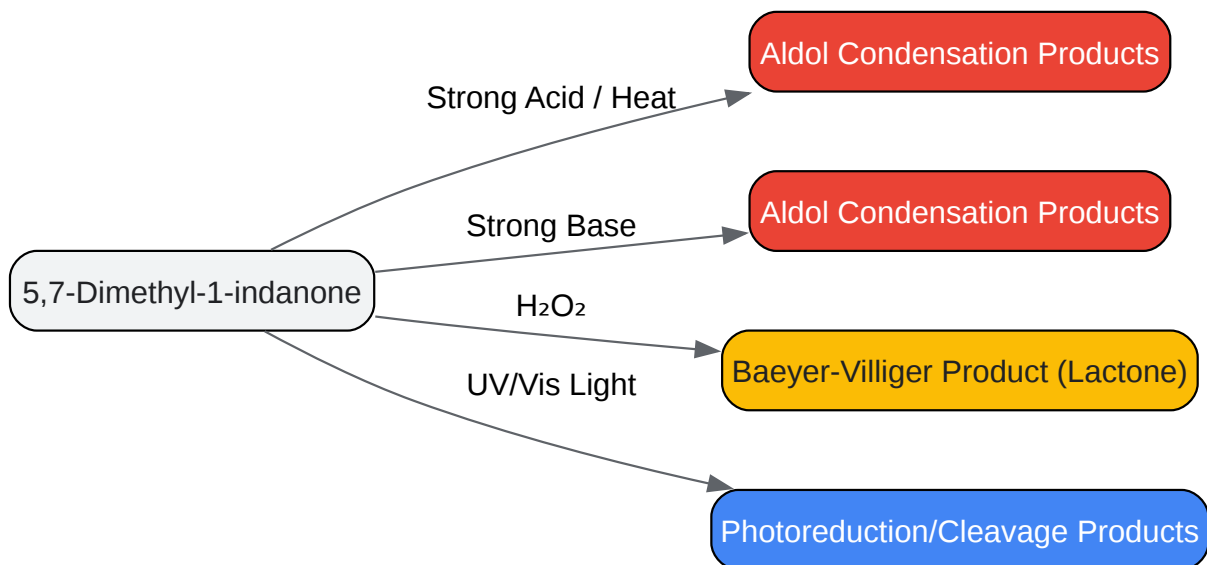 Aldol Condensation Products
Strong Acid / Heat
Aldol Condensation Products
Strong Base
5,7-Dimethyl-1-indanone
H₂O₂
Baeyer-Villiger Product (Lactone)
UV/Vis Light
Photoreduction/Cleavage Products